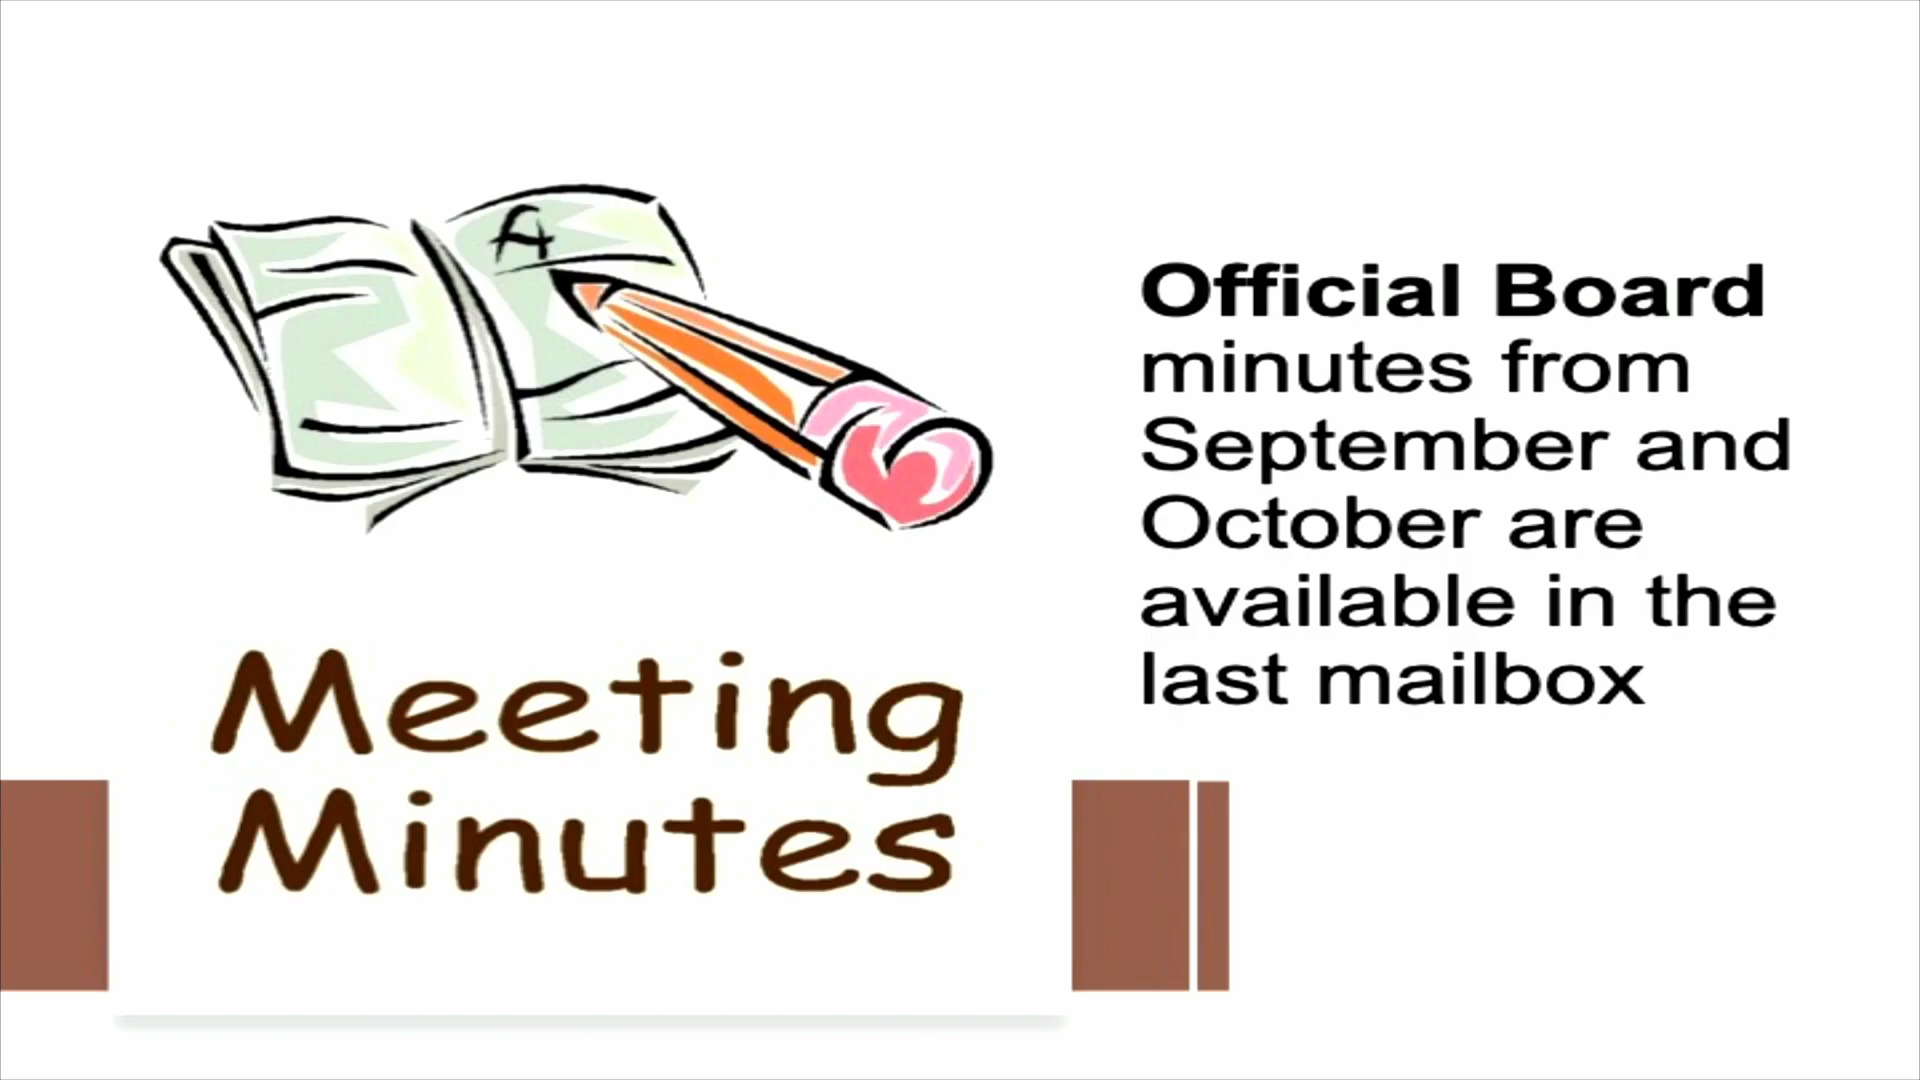 Meeting
Minutes
Official Board
minutes from
September and
October are
available in the
last mailbox